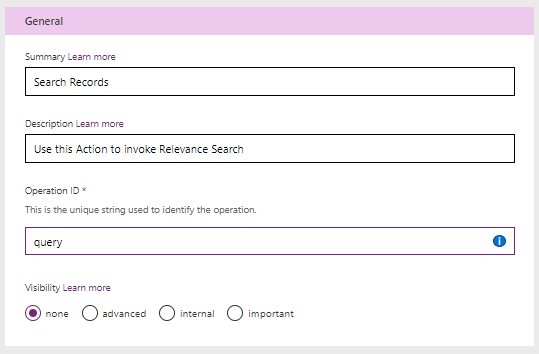 General
Summary Learn more
Search Records
Description Learn more
Use this Action to invoke Relevance Search
Operation ID *
This is the unique string used to identify the operation.
query
Visibility Learn more
none advanced internal important